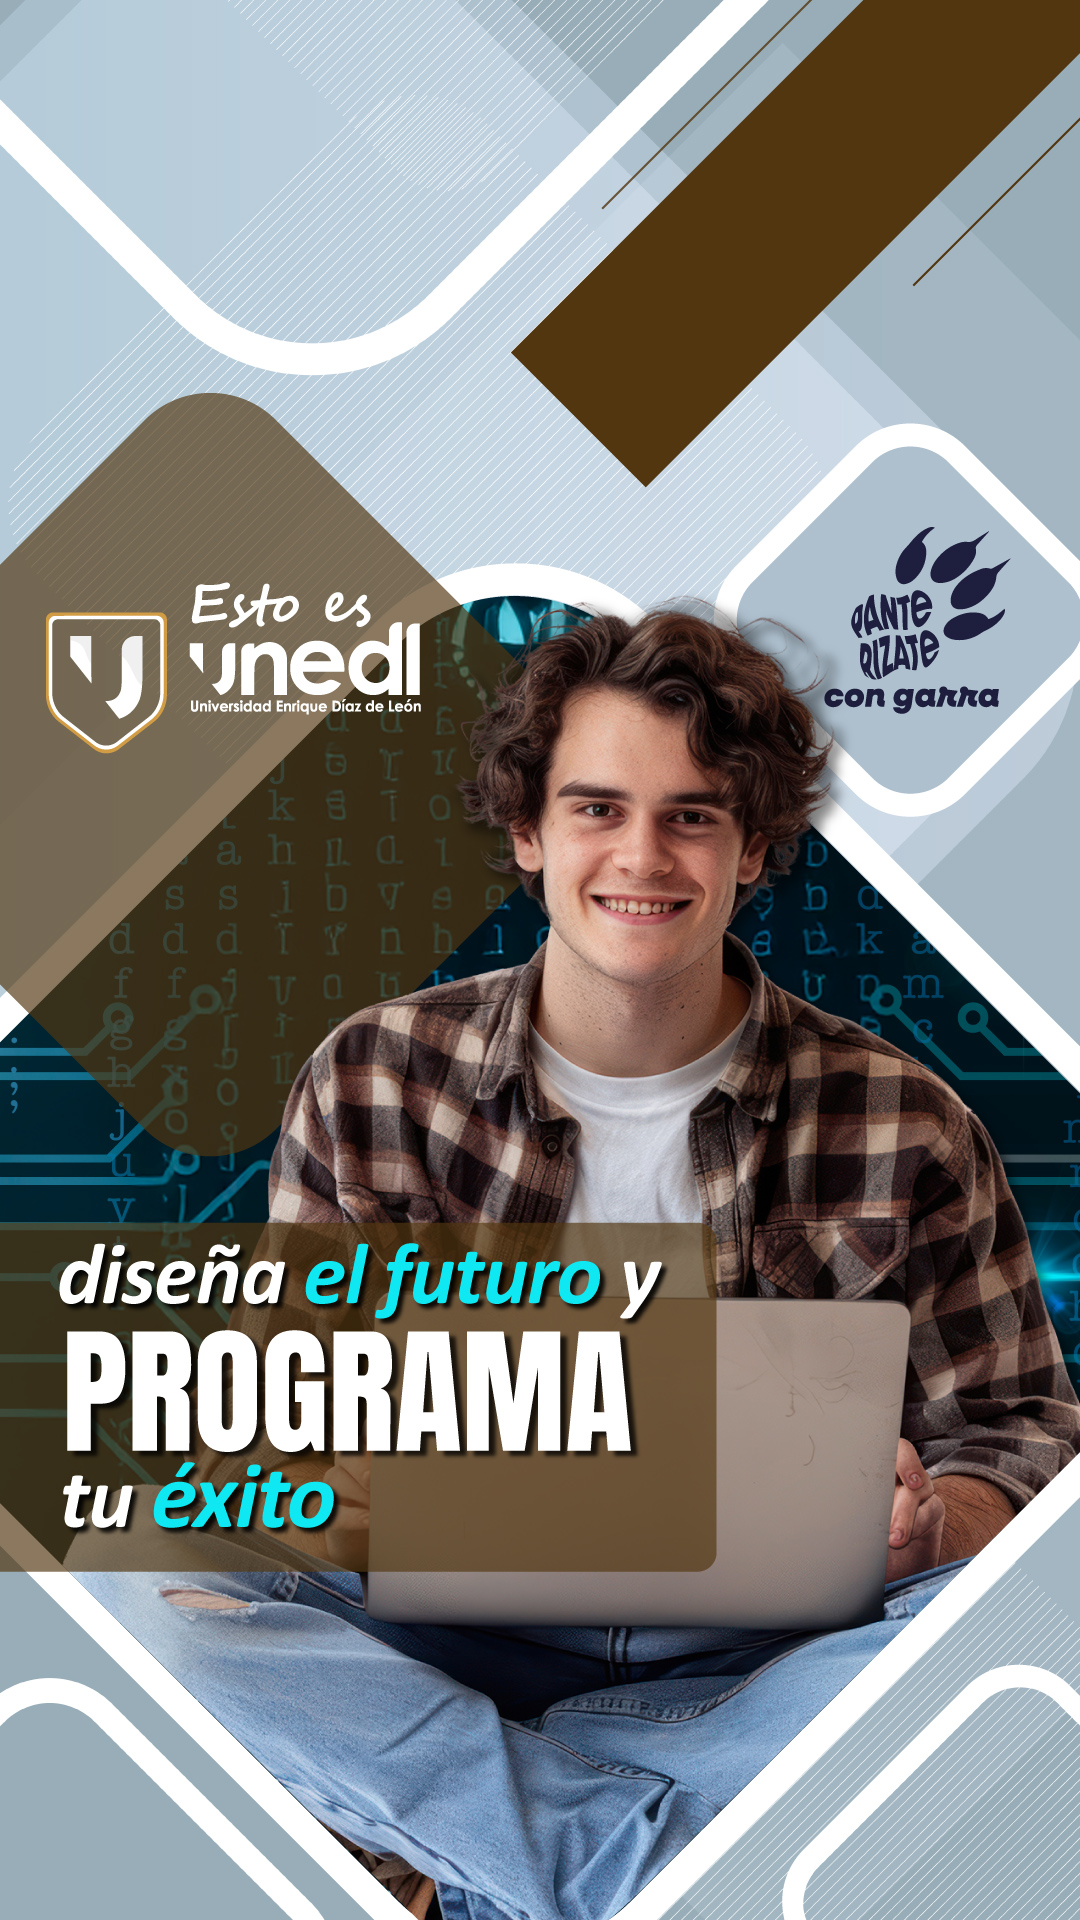 Esto es
unedl
Universidad Enrique Díaz de León
PANTE
RIZATE
con garra
diseña el futuro y
PROGRAMA
tu éxito